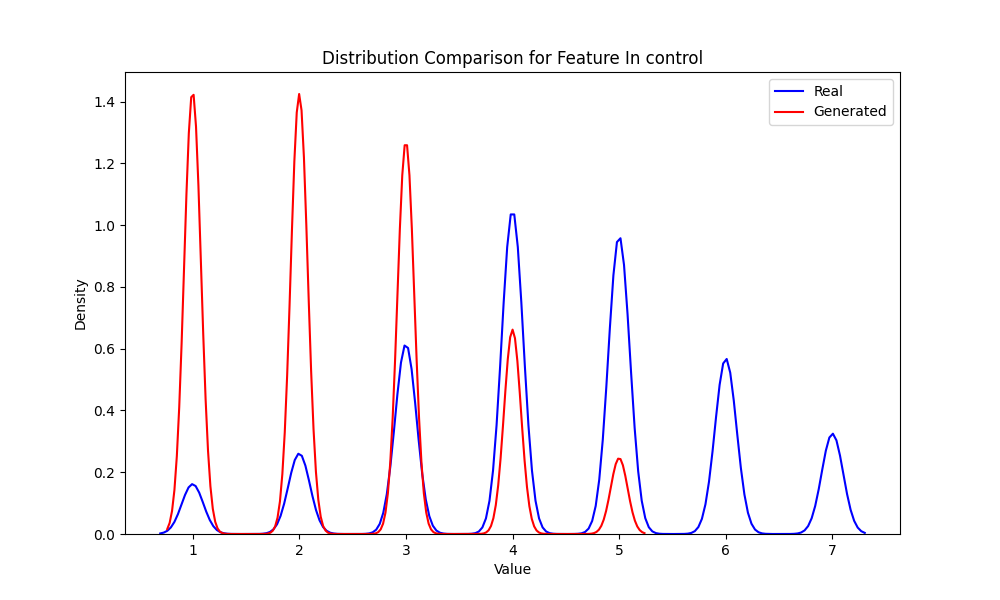 Distribution Comparison for Feature In control
Real
Generated
1.4
1.2
1.0
0.8
0.6
0.4
0.2
0.0
Density
1 2 3 4 5 6 7
Value